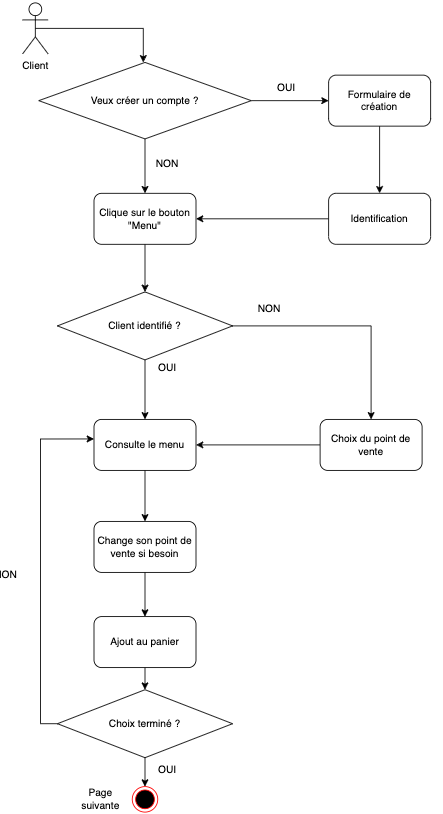 Client
Veux créer un compte ?
OUI
Formulaire de
création
NON
Clique sur le bouton
"Menu"
Identification
Client identifié ?
NON
OUI
Consulte le menu
Choix du point de
vente
Change son point de
vente si besoin
NON
Ajout au panier
Choix terminé ?
OUI
Page
suivante